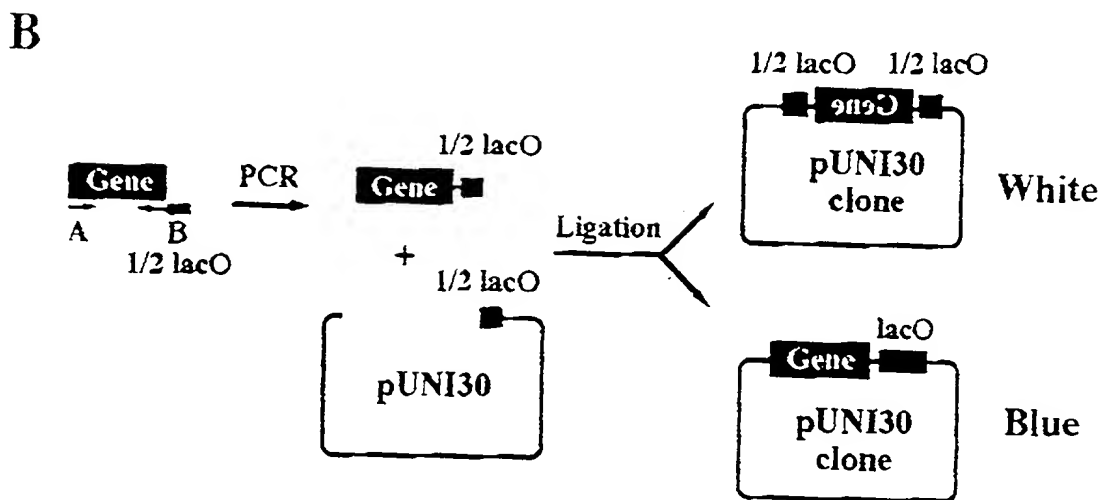 B
1/2 lacO 1/2 lacO
Gene
pUNI30
clone
White
Gene
PCR
A
B
1/2 lacO
1/2 lacO
Gene
+
1/2 lacO
pUNI30
Ligation
lacO
Gene
pUNI30
clone
Blue